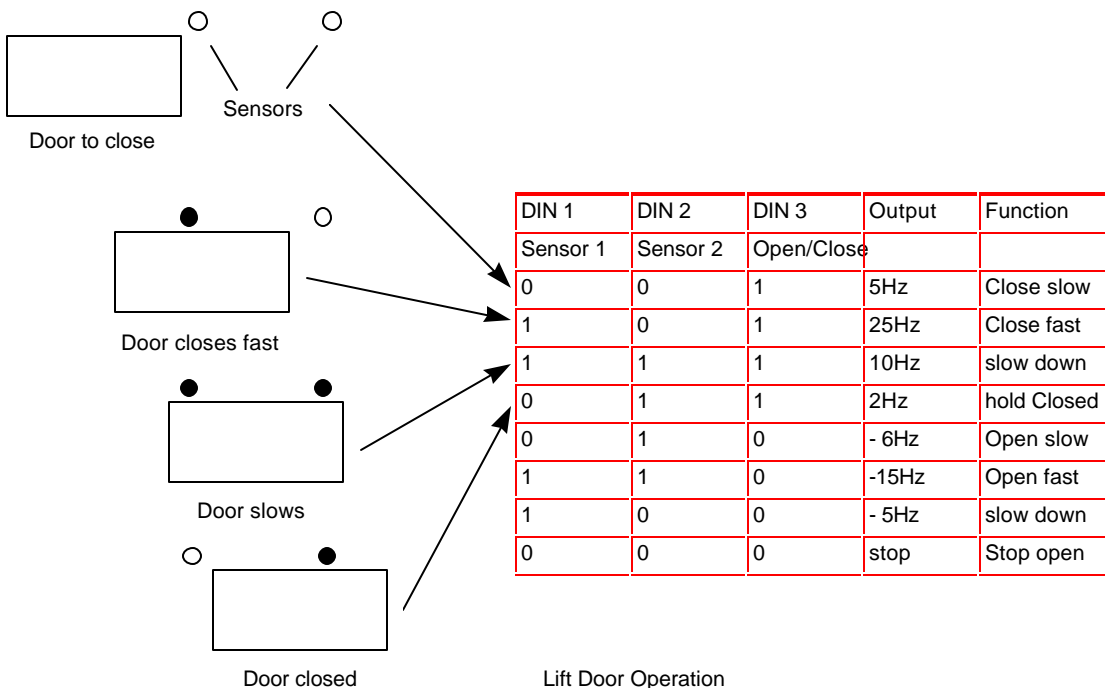 Sensors
Door to close
Door closes fast
Door slows
Door closed
DIN 1 DIN 2 DIN 3 Output Function
Sensor 1 Sensor 2 Open/Close
0 0 1 5Hz Close slow
1 0 1 25Hz Close fast
1 1 1 10Hz slow down
0 1 1 2Hz hold Closed
0 1 0 - 6Hz Open slow
1 1 0 -15Hz Open fast
1 0 0 - 5Hz slow down
0 0 0 stop Stop open
Lift Door Operation